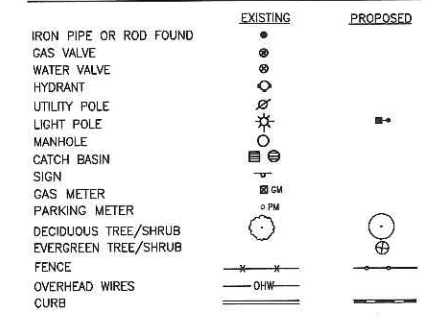 EXISTING PROPOSED
IRON PIPE OR ROD FOUND
GAS VALVE
WATER VALVE
HYDRANT
UTILITY POLE
LIGHT POLE
MANHOLE
CATCH BASIN
SIGN
GAS METER GM
PARKING METER PM
DECIDUOUS TREE/SHRUB
EVERGREEN TREE/SHRUB
FENCE
OVERHEAD WIRES OHW
CURB